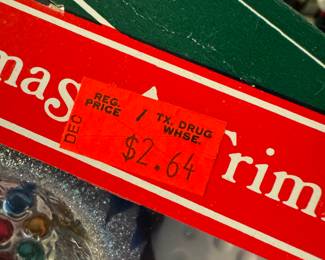 mas Trim
DEC
REG. / TX. DRUG
PRICE WHSE.
$2.64